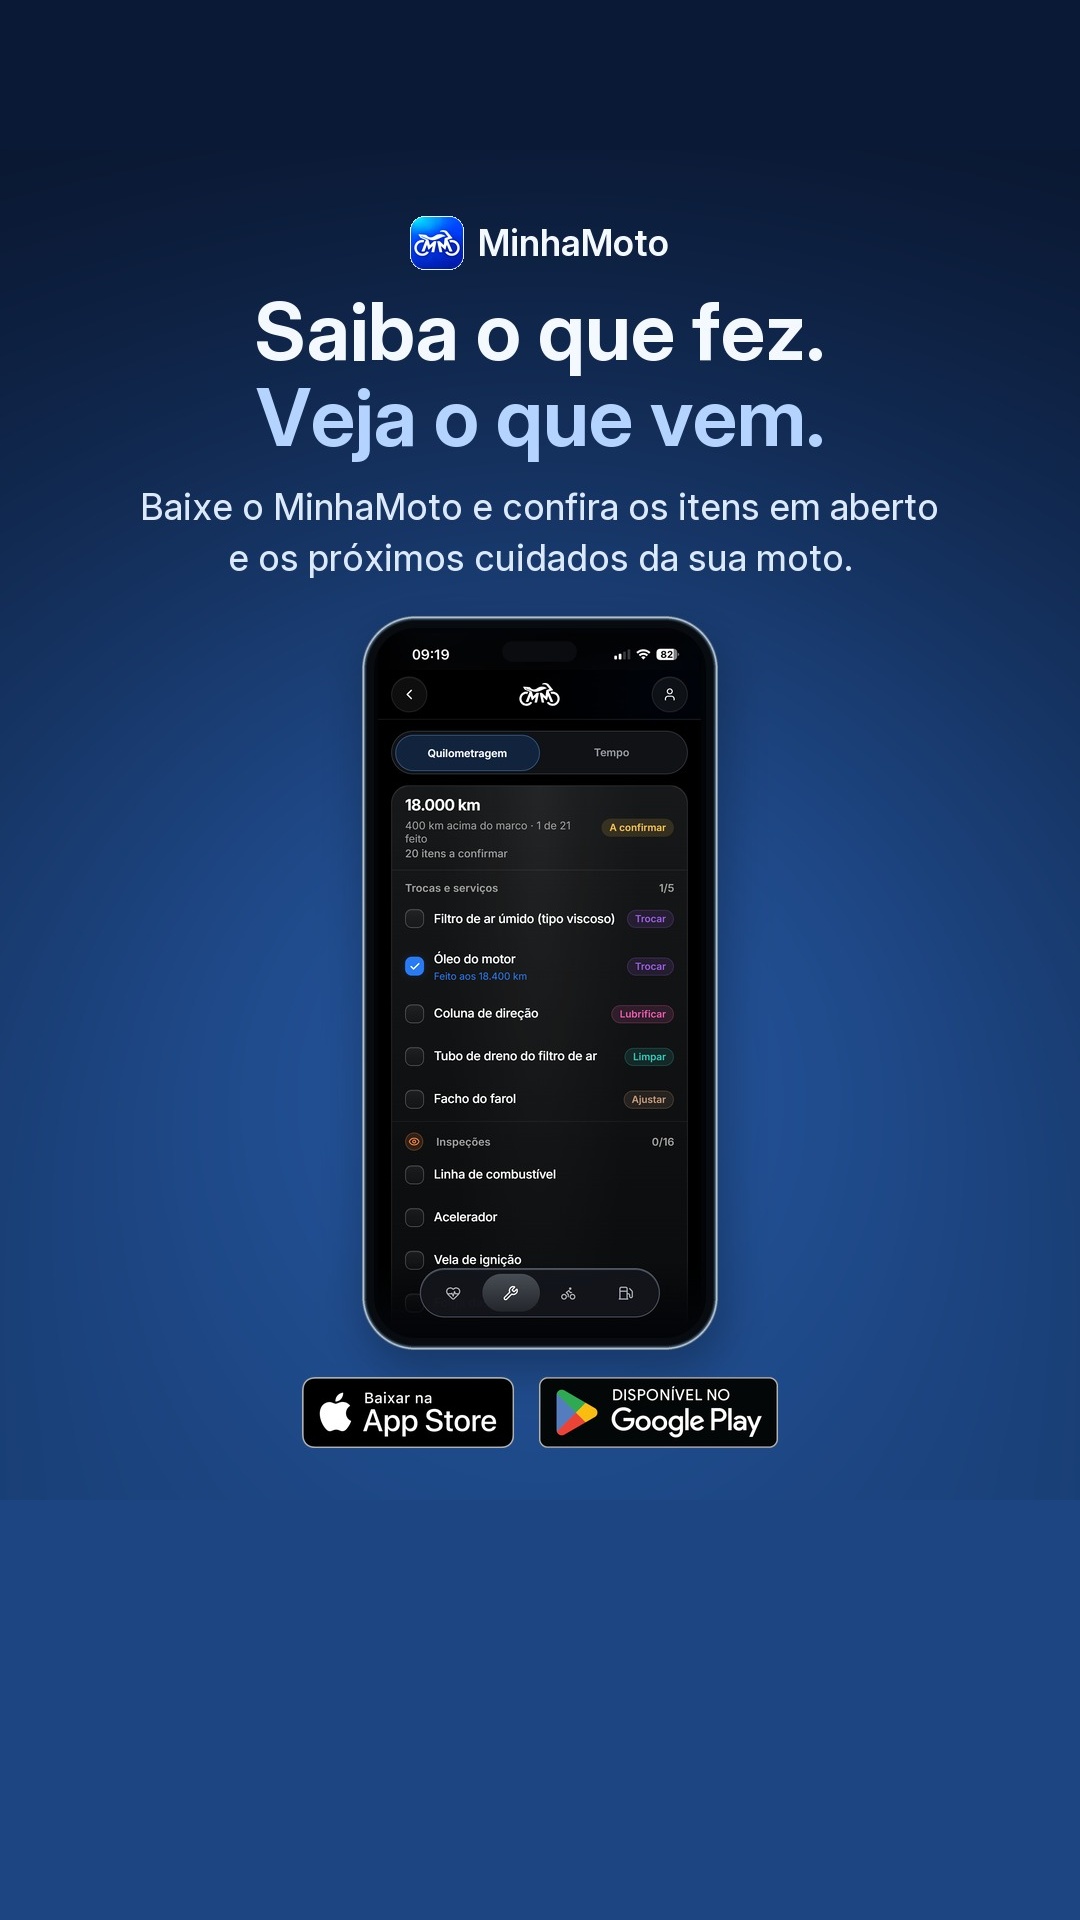 MinhaMoto
Saiba o que fez.
Veja o que vem.
Baixe o MinhaMoto e confira os itens em aberto
e os próximos cuidados da sua moto.
09:19
82
MM
Quilometragem
Tempo
18.000 km
400 km acima do marco · 1 de 21
feito
20 itens a confirmar
A confirmar
Trocas e serviços
1/5
Filtro de ar úmido (tipo viscoso)
Trocar
Óleo do motor
Feito aos 18.400 km
Trocar
Coluna de direção
Lubrificar
Tubo de dreno do filtro de ar
Limpar
Facho do farol
Ajustar
Inspeções
0/16
Linha de combustível
Acelerador
Vela de ignição
Baixar na
App Store
DISPONÍVEL NO
Google Play